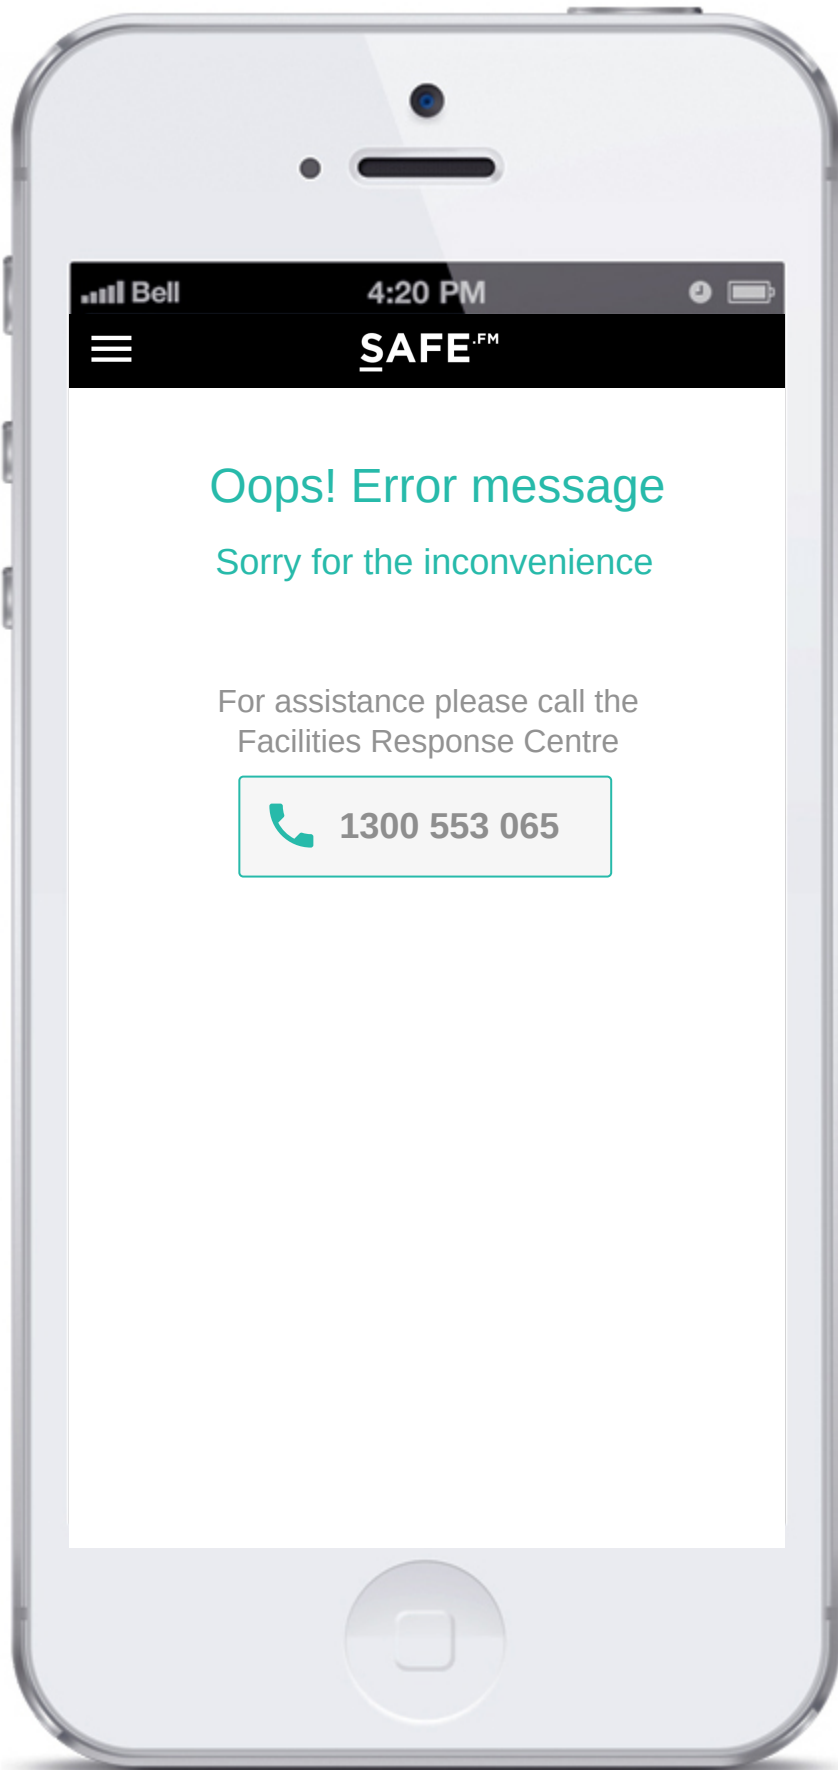 Bell 4:20 PM
SAFE.FM
Oops! Error message
Sorry for the inconvenience
For assistance please call the
Facilities Response Centre
1300 553 065